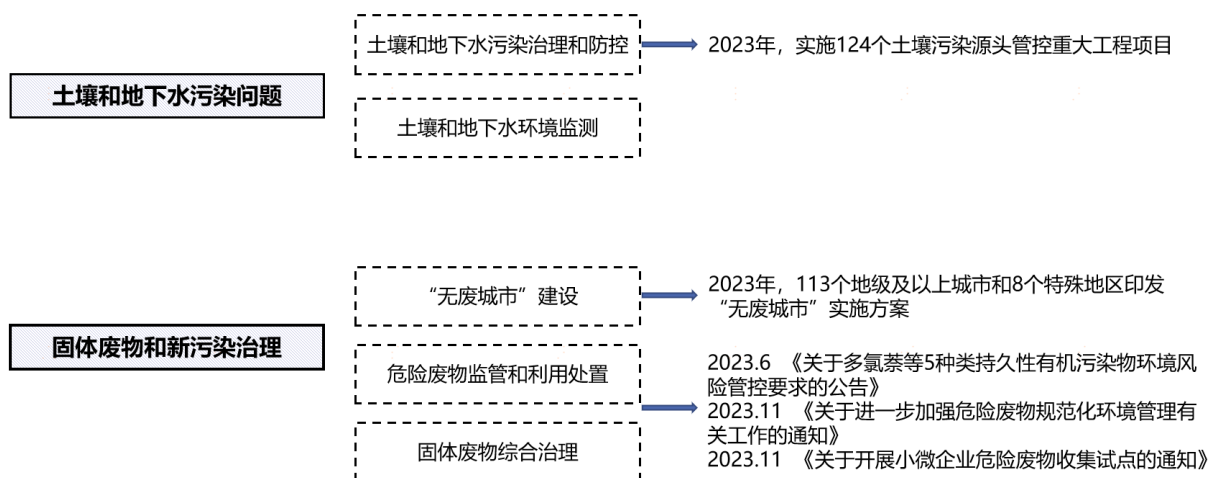 土壤和地下水污染问题
土壤和地下水污染治理和防控
2023年，实施124个土壤污染源头管控重大工程项目
土壤和地下水环境监测
固体废物和新污染治理
“无废城市”建设
2023年，113个地级及以上城市和8个特殊地区印发
“无废城市”实施方案
危险废物监管和利用处置
固体废物综合治理
2023.6 《关于多氯萘等5种类持久性有机污染物环境风
险管控要求的公告》
2023.11 《关于进一步加强危险废物规范化环境管理有
关工作的通知》
2023.11 《关于开展小微企业危险废物收集试点的通知》